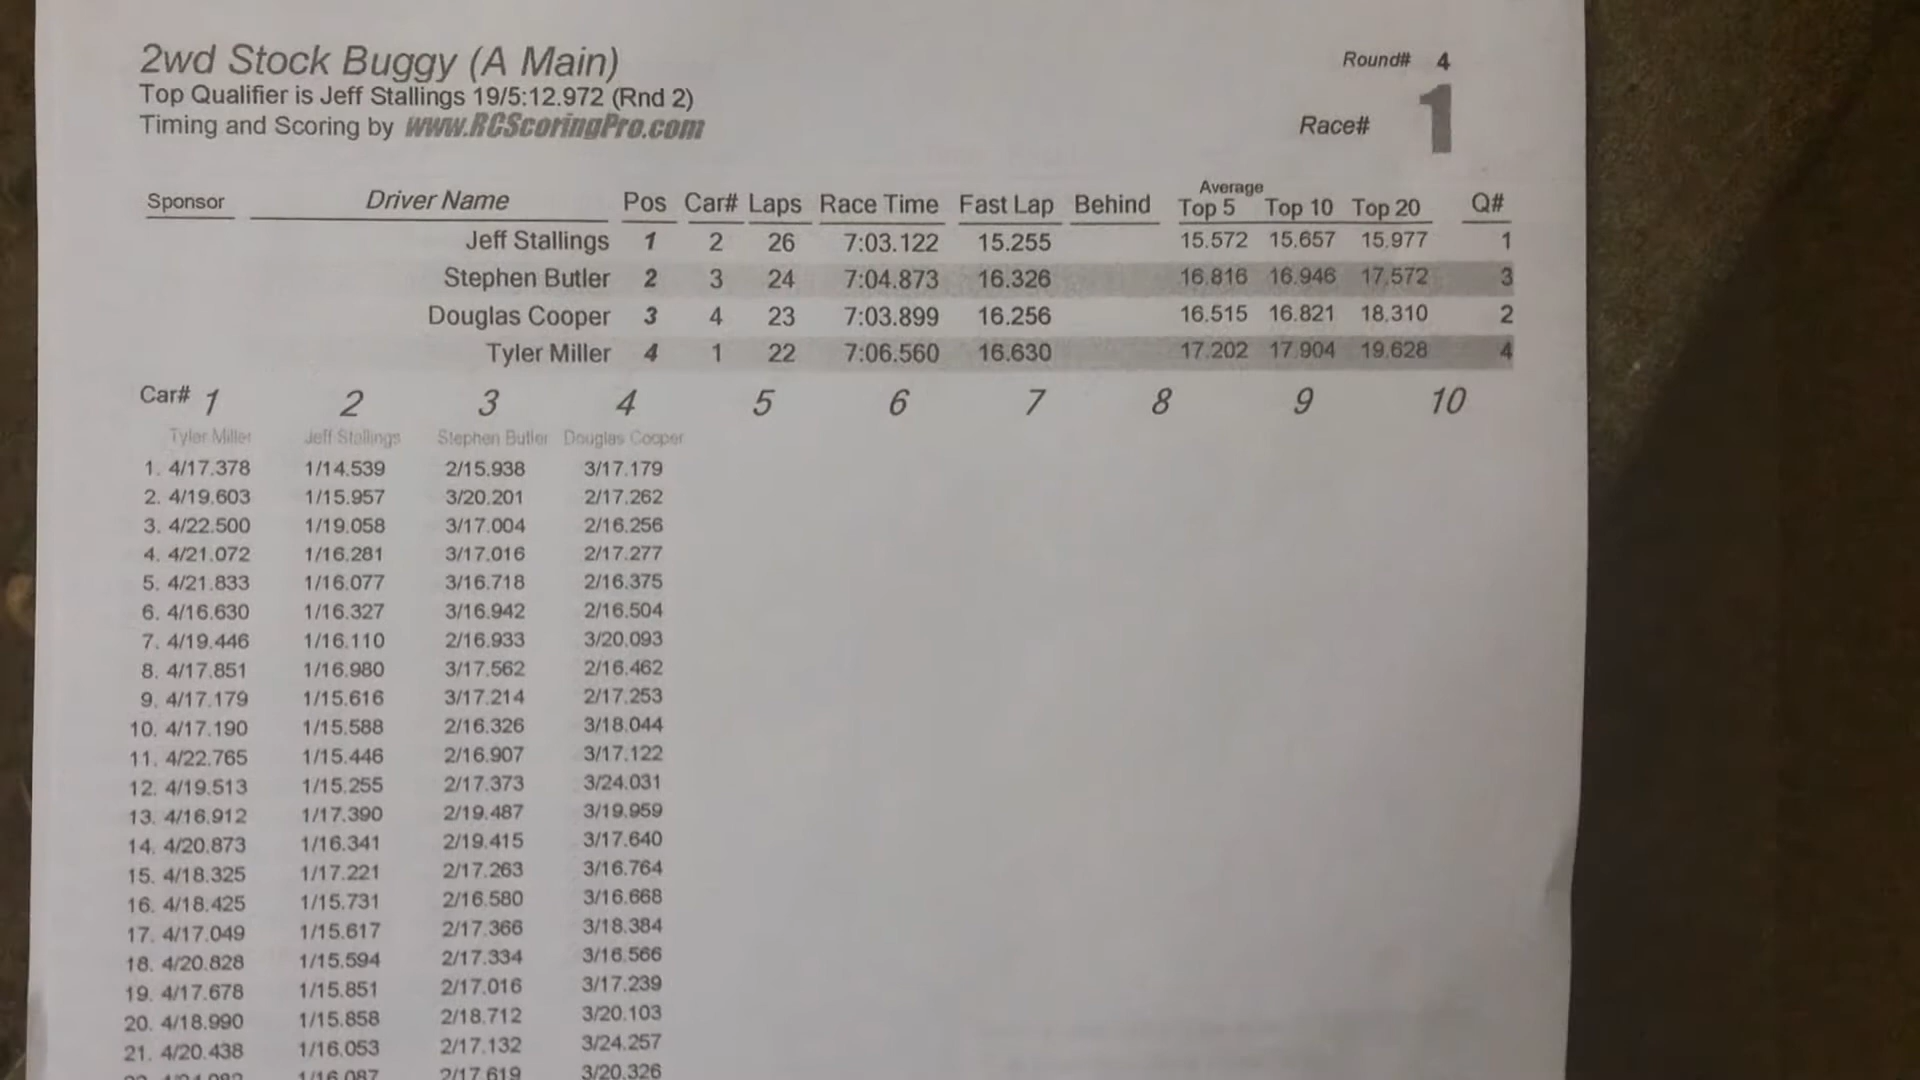 2wd Stock Buggy (A Main)
Round# 4
Top Qualifier is Jeff Stallings 19/5:12.972 (Rnd 2)
Timing and Scoring by www.RCScoringPro.com
Race# 1
Sponsor Driver Name Pos Car# Laps Race Time Fast Lap Behind Average Top 5 Top 10 Top 20 Q#
Jeff Stallings 1 2 26 7:03.122 15.255 15.572 15.657 15.977 1
Stephen Butler 2 3 24 7:04.873 16.326 16.816 16.946 17.572 3
Douglas Cooper 3 4 23 7:03.899 16.256 16.515 16.821 18.310 2
Tyler Miller 4 1 22 7:06.560 16.630 17.202 17.904 19.628 4
Car# 1 2 3 4 5 6 7 8 9 10
Tyler Miller Jeff Stallings Stephen Butler Douglas Cooper
1. 4/17.378 1/14.539 2/15.938 3/17.179
2. 4/19.603 1/15.957 3/20.201 2/17.262
3. 4/22.500 1/19.058 3/17.004 2/16.256
4. 4/21.072 1/16.281 3/17.016 2/17.277
5. 4/21.833 1/16.077 3/16.718 2/16.375
6. 4/16.630 1/16.327 3/16.942 2/16.504
7. 4/19.446 1/16.110 2/16.933 3/20.093
8. 4/17.851 1/16.980 3/17.562 2/16.462
9. 4/17.179 1/15.616 3/17.214 2/17.253
10. 4/17.190 1/15.588 2/16.326 3/18.044
11. 4/22.765 1/15.446 2/16.907 3/17.122
12. 4/19.513 1/15.255 2/17.373 3/24.031
13. 4/16.912 1/17.390 2/19.487 3/19.959
14. 4/20.873 1/16.341 2/19.415 3/17.640
15. 4/18.325 1/17.221 2/17.263 3/16.764
16. 4/18.425 1/15.731 2/16.580 3/16.668
17. 4/17.049 1/15.617 2/17.366 3/18.384
18. 4/20.828 1/15.594 2/17.334 3/16.566
19. 4/17.678 1/15.851 2/17.016 3/17.239
20. 4/18.990 1/15.858 2/18.712 3/20.103
21. 4/20.438 1/16.053 2/17.132 3/24.257
1/16.087 2/17.619 3/20.326